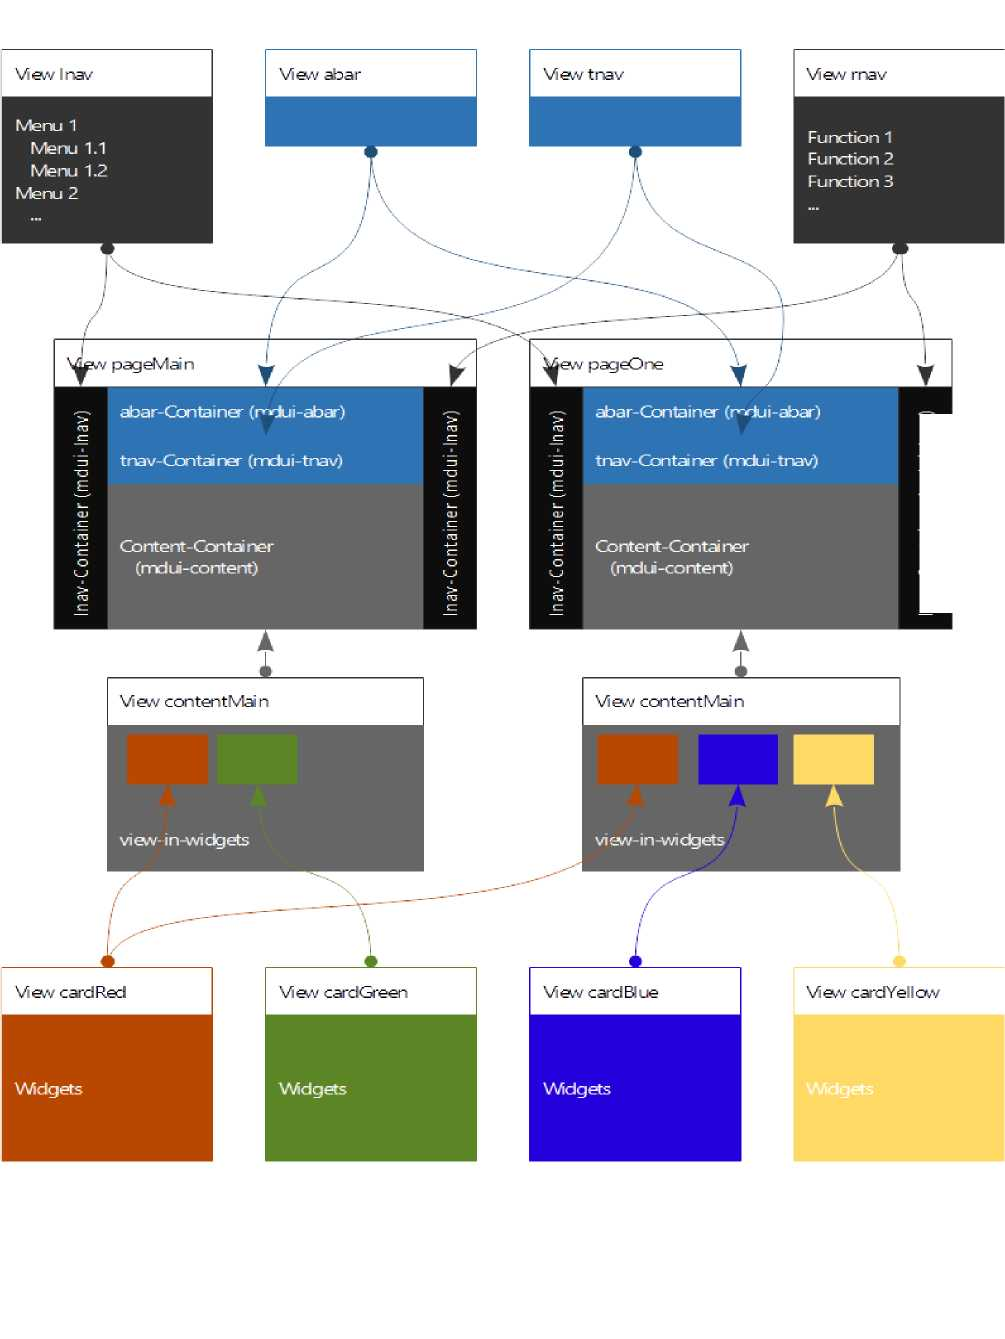 View lnav
View abar
View tnav
View rnav
Menu 1
Menu 1.1
Menu 1.2
Menu 2
...
Function 1
Function 2
Function 3
...
View pageMain
View pageOne
lnav-Container (mdui-lnav)
abar-Container (mdui-abar)
tnav-Container (mdui-tnav)
Content-Container
(mdui-content)
lnav-Container (mdui-lnav)
lnav-Container (mdui-lnav)
abar-Container (mdui-abar)
tnav-Container (mdui-tnav)
Content-Container
(mdui-content)
View contentMain
View contentMain
view-in-widgets
view-in-widgets
View cardRed
View cardGreen
View cardBlue
View cardYellow
Widgets
Widgets
Widgets
Widgets